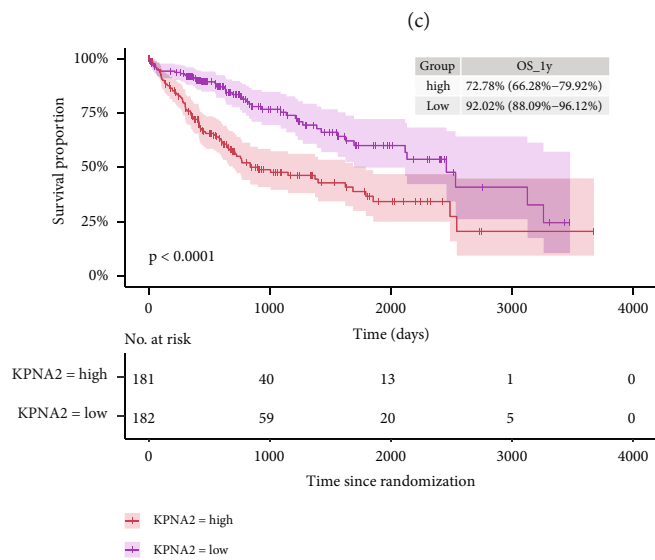 (c)
100%
75%
50%
25%
0%
Survival proportion
Group OS_1y
high 72.78% (66.28%−79.92%)
Low 92.02% (88.09%−96.12%)
p < 0.0001
0 1000 2000 3000 4000
Time (days)
No. at risk
KPNA2 = high 181 40 13 1 0
KPNA2 = low 182 59 20 5 0
0 1000 2000 3000 4000
Time since randomization
KPNA2 = high
KPNA2 = low